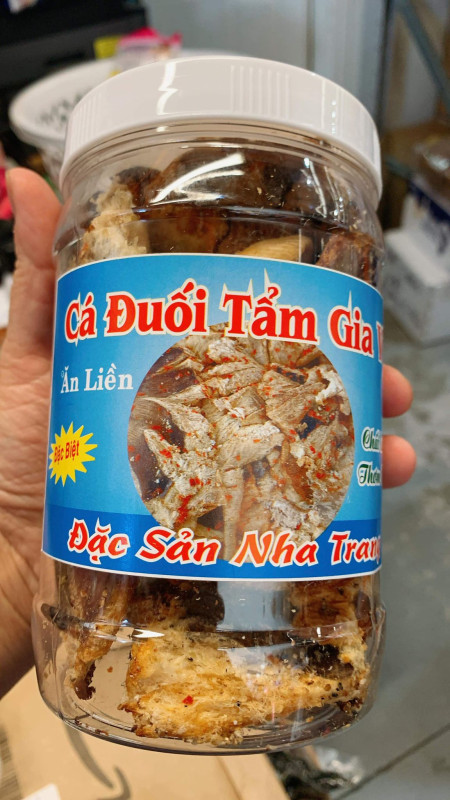 Cá Đuối Tẩm Gia
Ăn Liền
Đặc Biệt
Đặc Sản Nha Trang